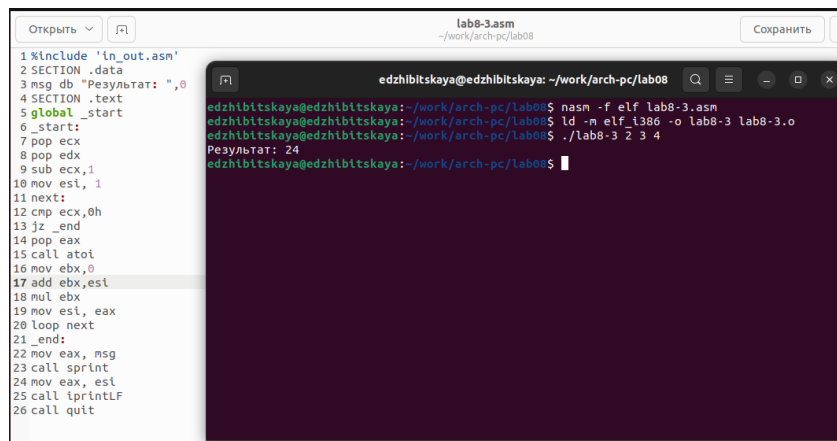 Открыть
lab8-3.asm
~/work/arch-pc/lab08
Сохранить
1 %include 'in_out.asm'
2 SECTION .data
3 msg db "Результат: ",0
4 SECTION .text
5 global _start
6 _start:
7 pop ecx
8 pop edx
9 sub ecx,1
10 mov esi, 1
11 next:
12 cmp ecx,0h
13 jz _end
14 pop eax
15 call atoi
16 mov ebx,0
17 add ebx,esi
18 mul ebx
19 mov esi, eax
20 loop next
21 _end:
22 mov eax, msg
23 call sprint
24 mov eax, esi
25 call iprintLF
26 call quit
edzhibitskaya@edzhibitskaya: ~/work/arch-pc/lab08
edzhibitskaya@edzhibitskaya:~/work/arch-pc/lab08$ nasm -f elf lab8-3.asm
edzhibitskaya@edzhibitskaya:~/work/arch-pc/lab08$ ld -m elf_i386 -o lab8-3 lab8-3.o
edzhibitskaya@edzhibitskaya:~/work/arch-pc/lab08$ ./lab8-3 2 3 4
Результат: 24
edzhibitskaya@edzhibitskaya:~/work/arch-pc/lab08$